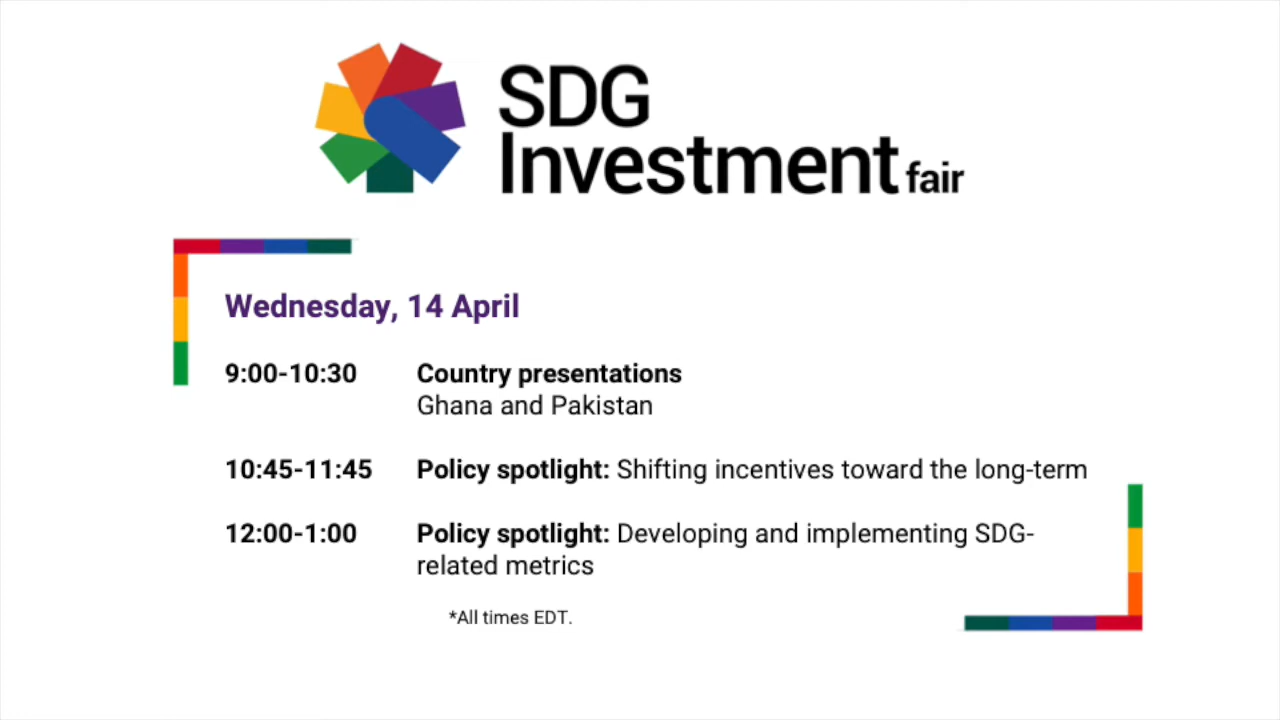 SDG
Investment fair
Wednesday, 14 April
9:00-10:30 Country presentations
Ghana and Pakistan
10:45-11:45 Policy spotlight: Shifting incentives toward the long-term
12:00-1:00 Policy spotlight: Developing and implementing SDG-
related metrics
*All times EDT.